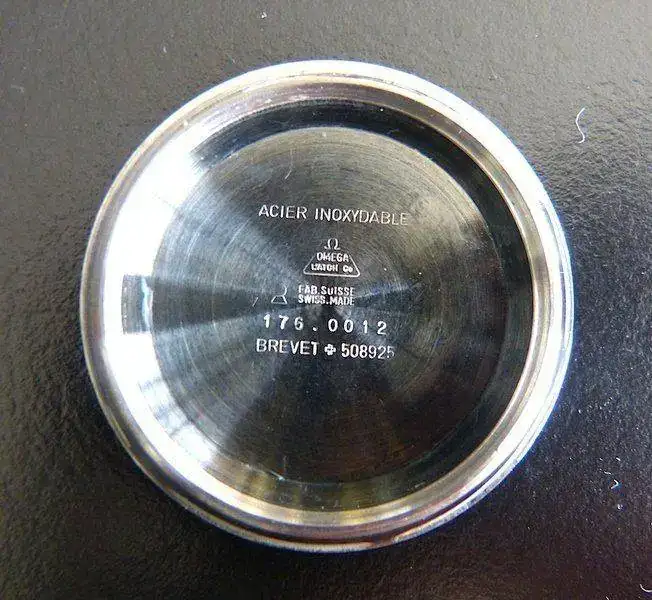 ACIER INOXYDABLE
Ω
OMEGA
WATCH Co
FAB.SUISSE
SWISS.MADE
176.0012
BREVET ✚ 508925